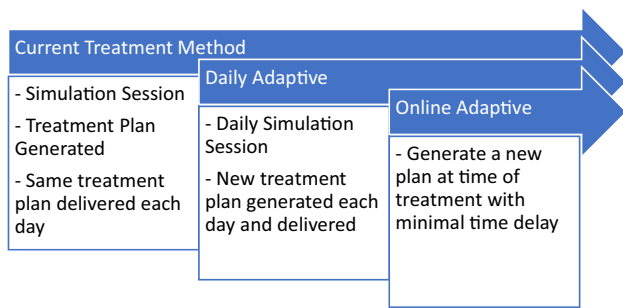 Current Treatment Method
- Simulation Session
- Treatment Plan
Generated
- Same treatment
plan delivered each
day
Daily Adaptive
- Daily Simulation
Session
- New treatment
plan generated each
day and delivered
Online Adaptive
- Generate a new
plan at time of
treatment with
minimal time delay